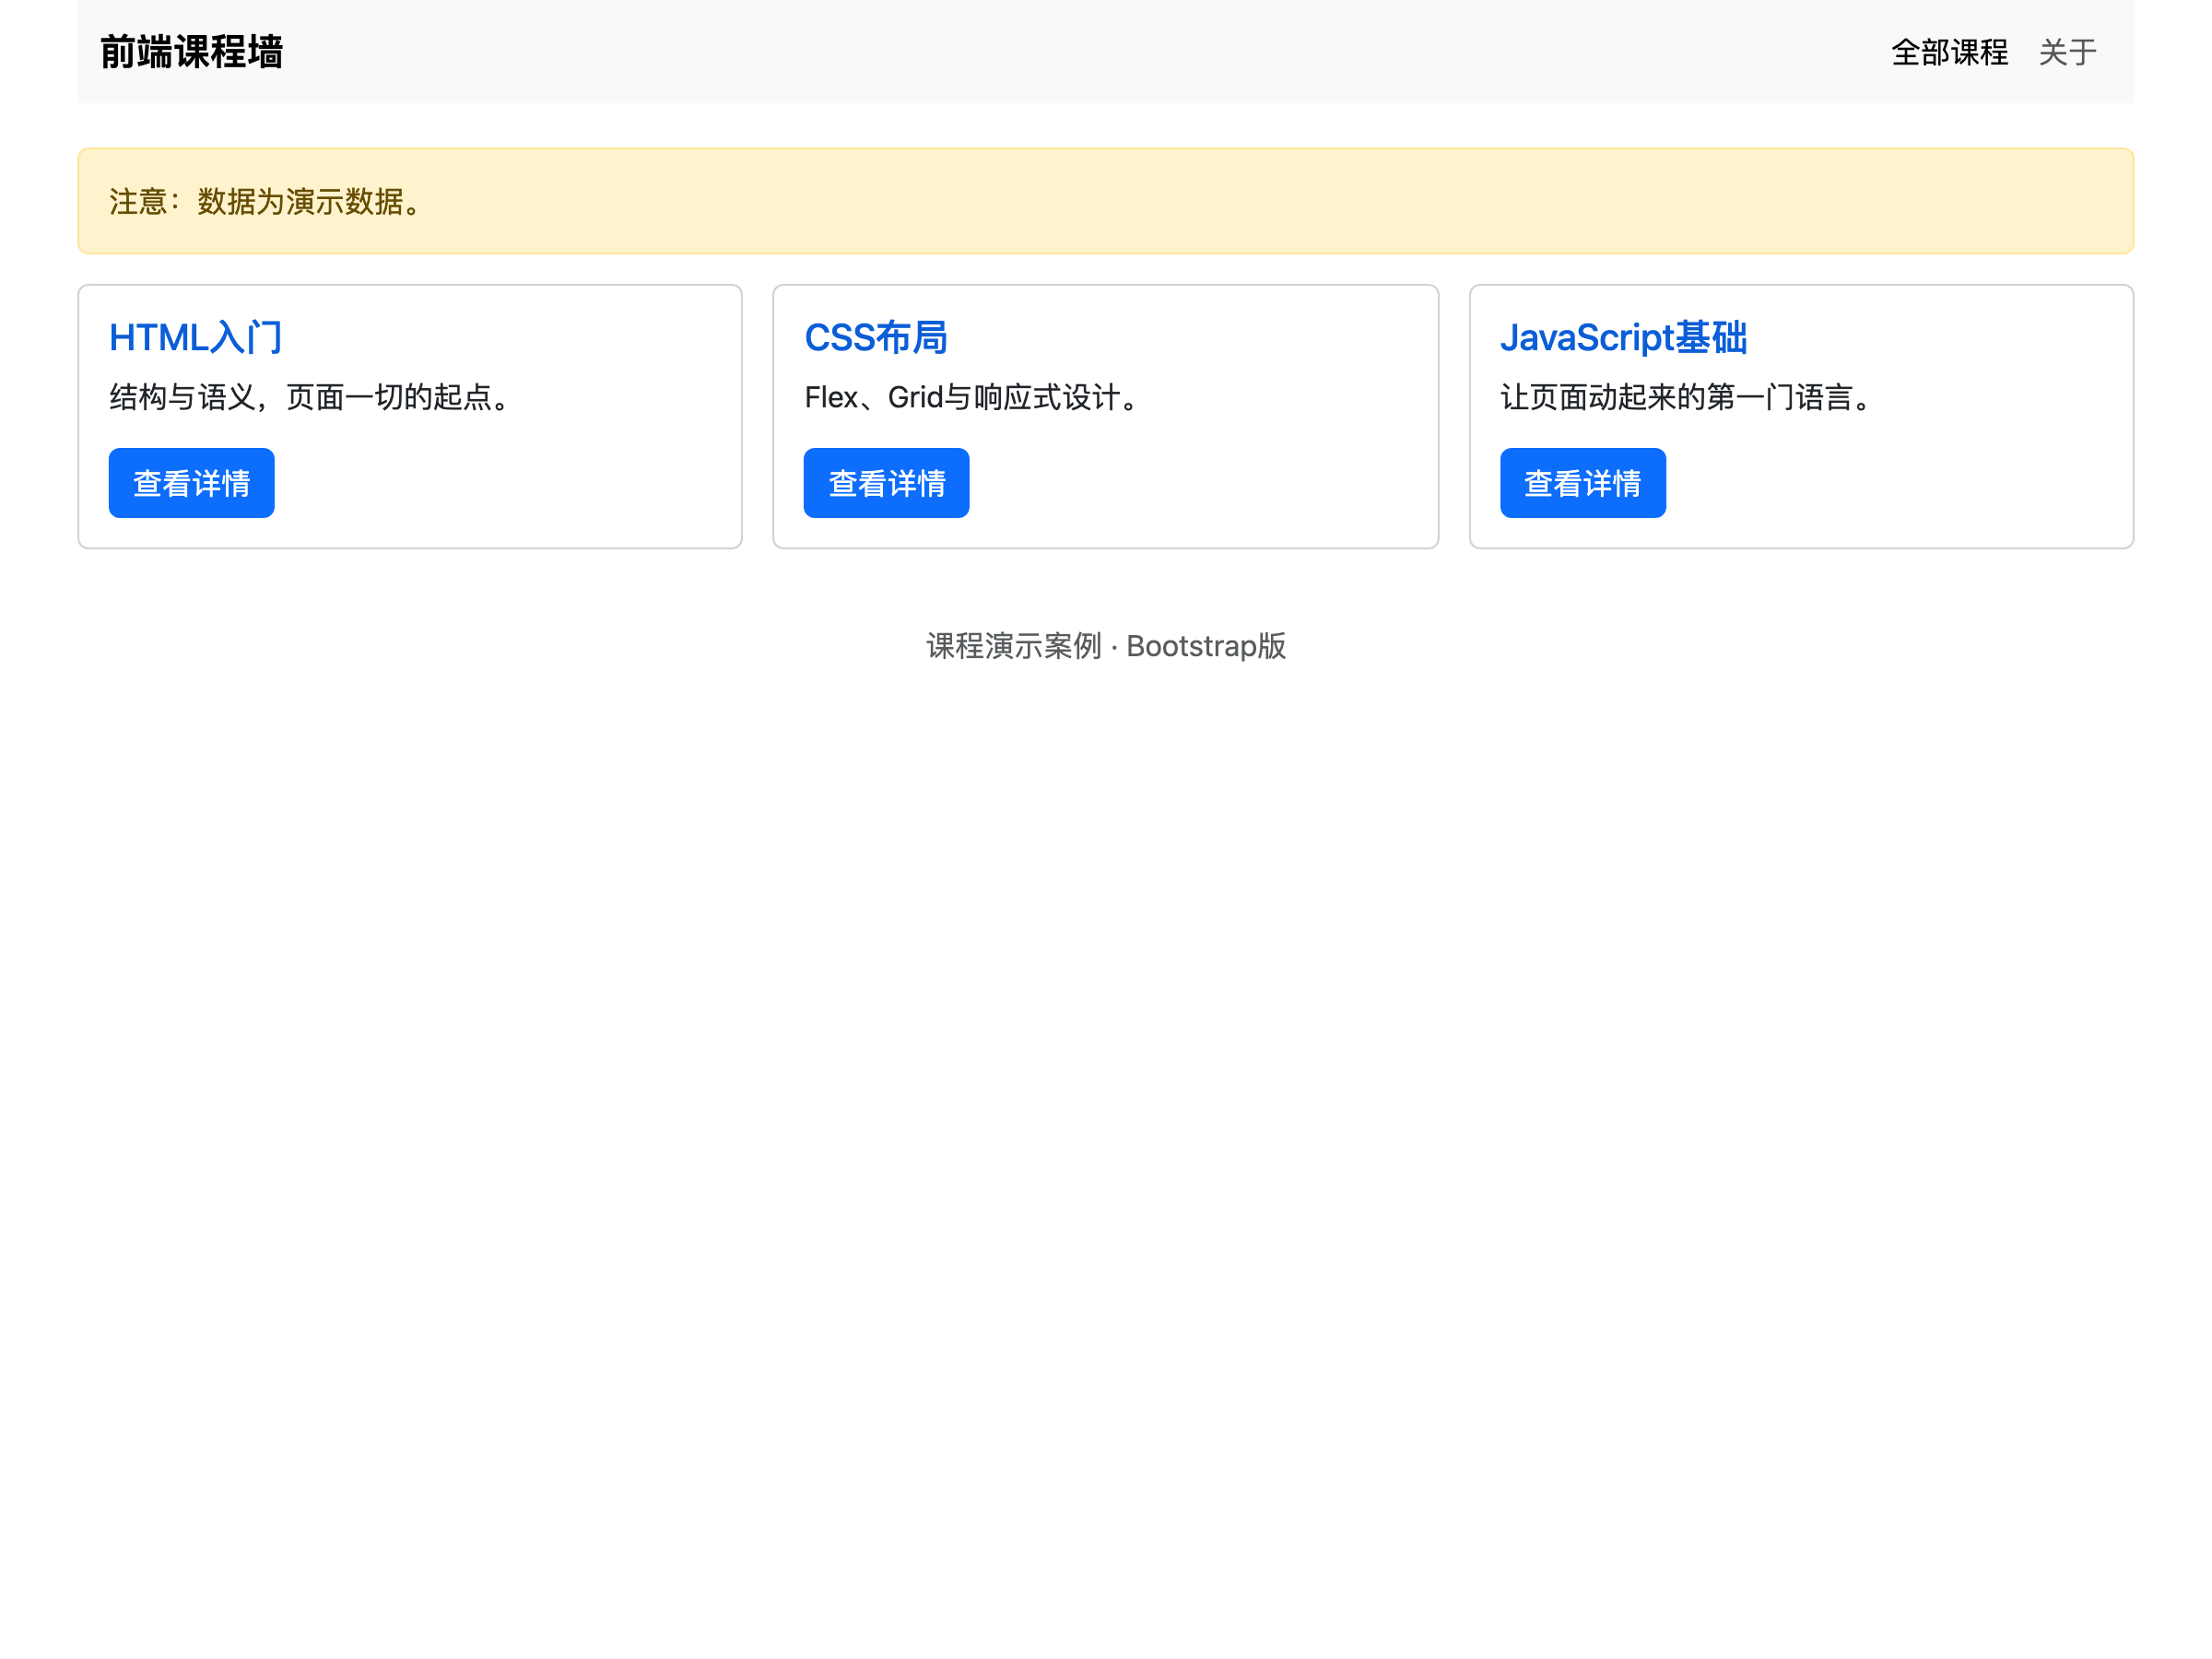 前端课程墙
全部课程 关于
注意：数据为演示数据。
HTML入门
结构与语义，页面一切的起点。
查看详情
CSS布局
Flex、Grid与响应式设计。
查看详情
JavaScript基础
让页面动起来的第一门语言。
查看详情
课程演示案例 · Bootstrap版